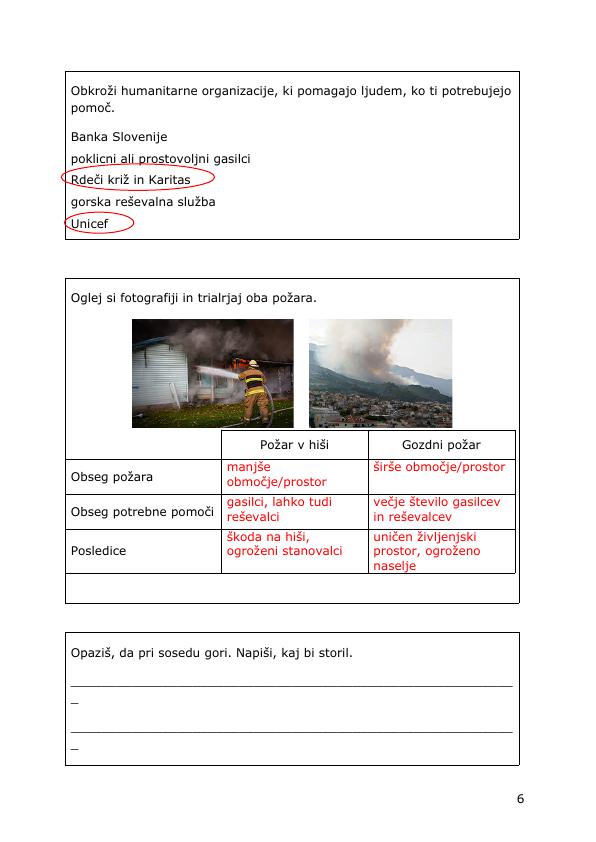 Obkroži humanitarne organizacije, ki pomagajo ljudem, ko ti potrebujejo
pomoč.
Banka Slovenije
poklicni ali prostovoljni gasilci
Rdeči križ in Karitas
gorska reševalna služba
Unicef
Oglej si fotografiji in trialrjaj oba požara.
Požar v hiši Gozdni požar
Obseg požara
manjše
območje/prostor
širše območje/prostor
Obseg potrebne pomoči
gasilci, lahko tudi
reševalci
večje število gasilcev
in reševalcev
Posledice
škoda na hiši,
ogroženi stanovalci
uničen življenjski
prostor, ogroženo
naselje
Opaziš, da pri sosedu gori. Napiši, kaj bi storil.
6